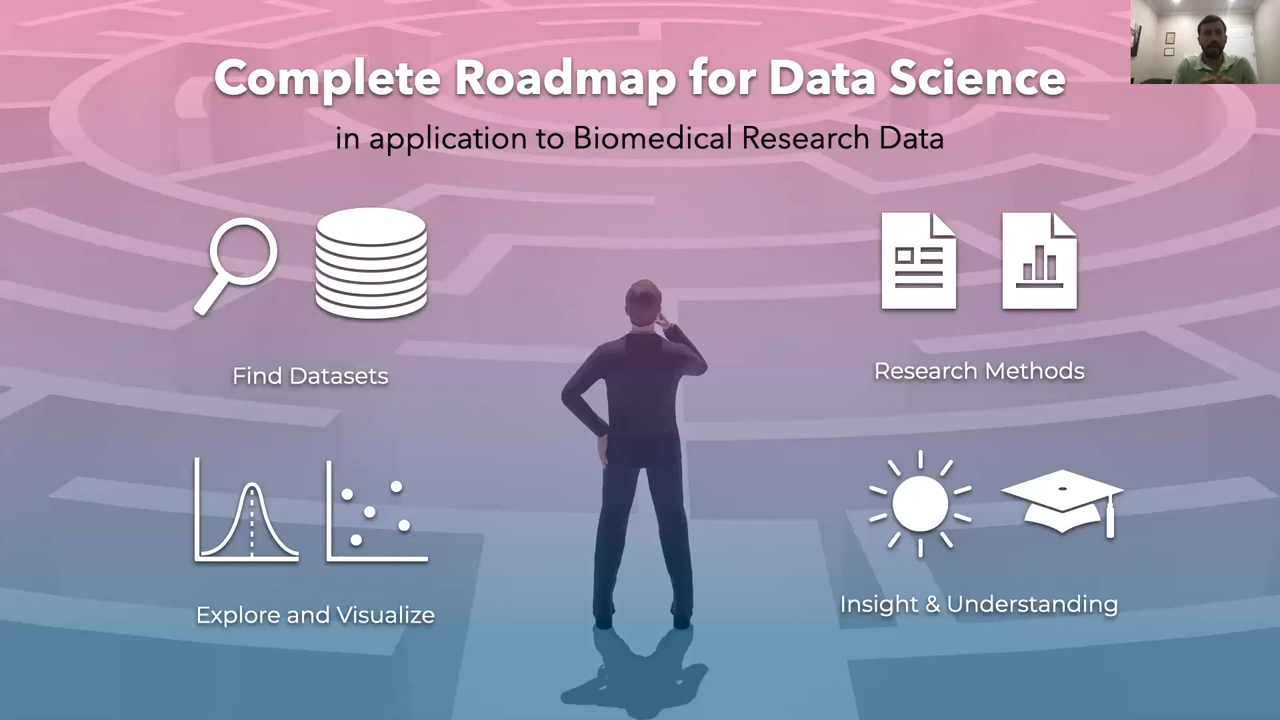 Complete Roadmap for Data Science
in application to Biomedical Research Data
Find Datasets
Research Methods
Explore and Visualize
Insight & Understanding